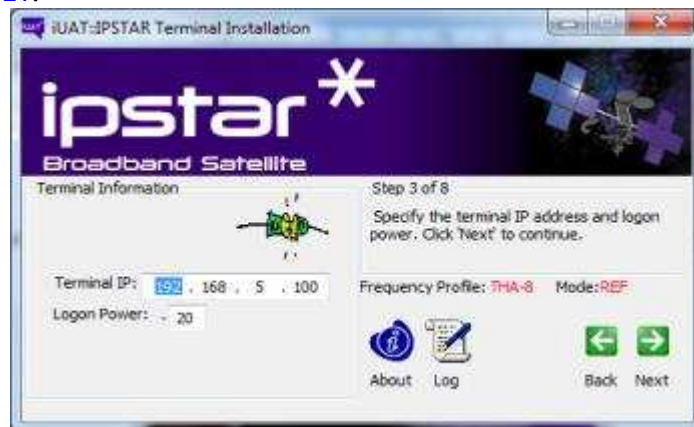 iUAT::IPSTAR Terminal Installation
ipstar*
Broadband Satellite
Terminal Information
Terminal IP: 192 . 168 . 5 . 100
Logon Power: - 20
Step 3 of 8
Specify the terminal IP address and logon
power. Click 'Next' to continue.
Frequency Profile: THA-8 Mode:REF
About Log Back Next